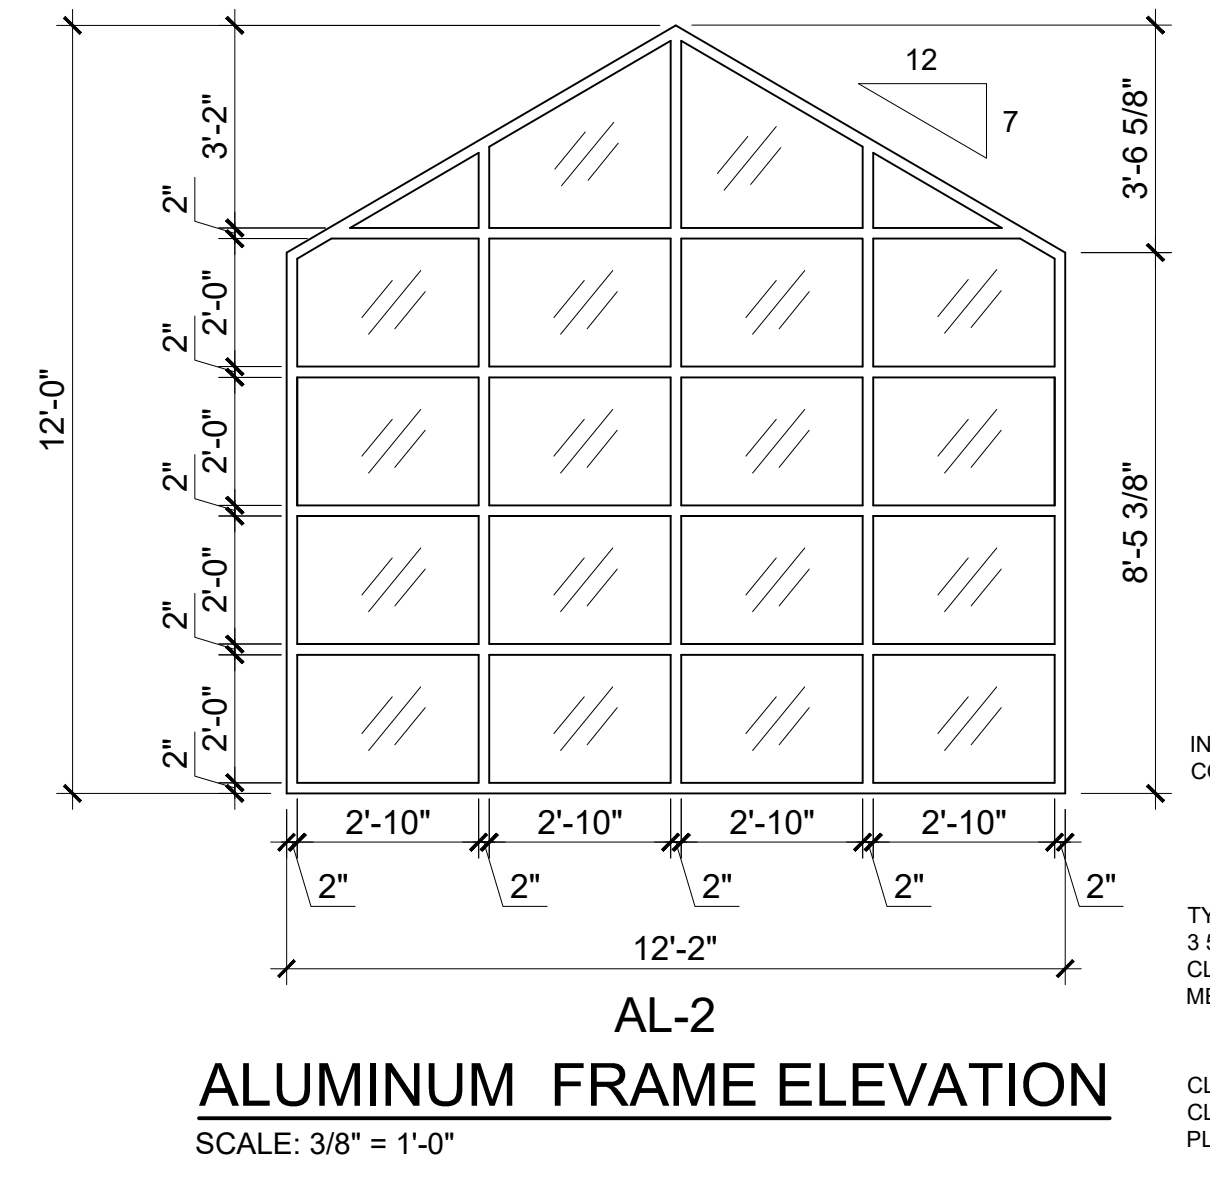 12
7
3'-2"
2"
3'-6 5/8"
2'-0"
2"
12'-0"
2'-0"
2"
8'-5 3/8"
2'-0"
2"
2'-0"
2"
IN
CO
2'-10" 2'-10" 2'-10" 2'-10"
2" 2" 2" 2" 2"
12'-2"
TY
3 5
CL
ME
AL-2
ALUMINUM FRAME ELEVATION
SCALE: 3/8" = 1'-0"
CL
CL
PL